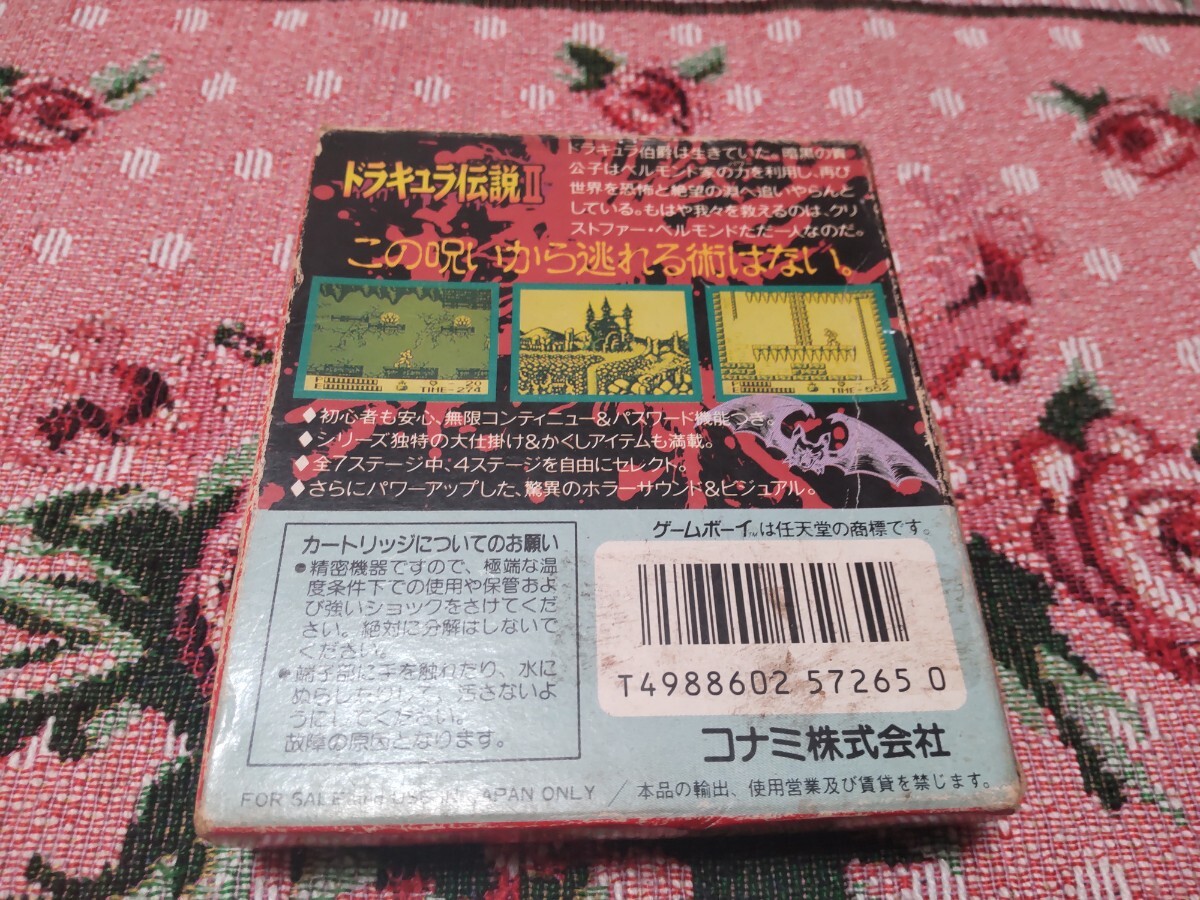 ドラキュラ伝説II
ドラキュラ伯爵は生きていた。暗黒の貴
公子はベルモンド家の力を利用し、再び
世界を恐怖と絶望の淵へ追いやらんと
している。もはや我々を救えるのは、クリ
ストファー・ベルモンドただ一人なのだ。
この呪いから逃れる術はない。
TIME-274
TIME-557
◆初心者も安心、無限コンティニュー&パスワード機能つき。
◆シリーズ独特の大仕掛け&かくしアイテムも満載。
◆全7ステージ中、4ステージを自由にセレクト。
◆さらにパワーアップした、驚異のホラーサウンド&ビジュアル。
カートリッジについてのお願い
●精密機器ですので、極端な温
度条件下での使用や保管およ
び強いショックをさけてくだ
さい。絶対に分解はしないで
ください。
●端子部に手を触れたり、水に
ぬらしたりして、汚さないよ
うにしてください。
故障の原因となります。
ゲームボーイ™は任天堂の商標です。
T4988602 57265 0
コナミ株式会社
FOR SALE and USE IN JAPAN ONLY / 本品の輸出、使用営業及び賃貸を禁じます。